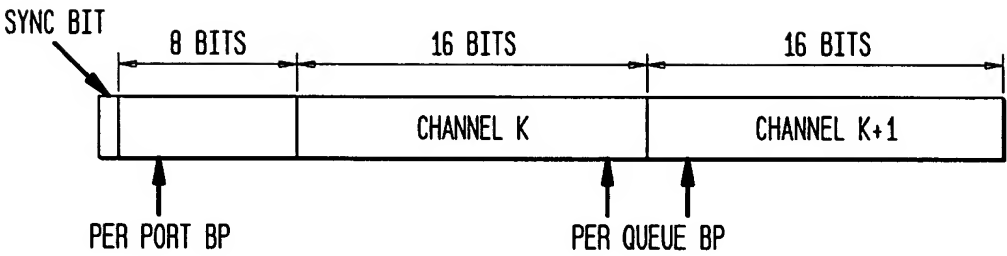 SYNC BIT
8 BITS
16 BITS
16 BITS
CHANNEL K
CHANNEL K+1
PER PORT BP
PER QUEUE BP